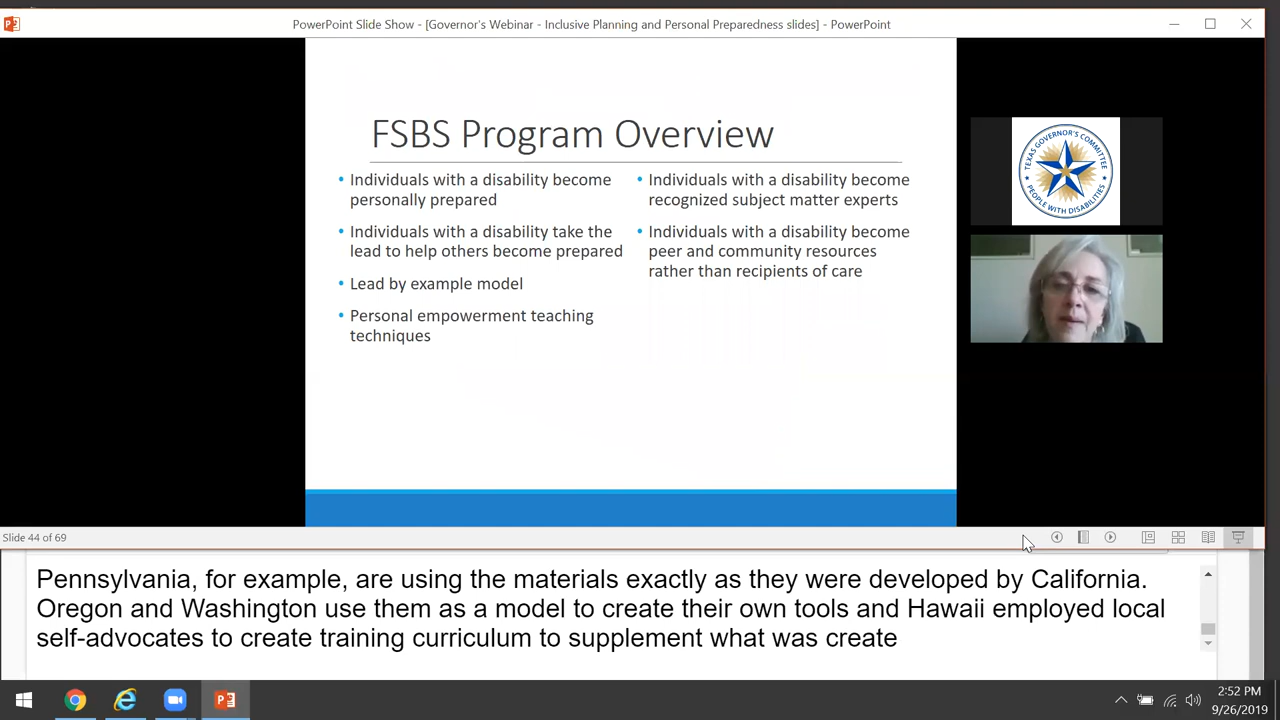 PowerPoint Slide Show - [Governor's Webinar - Inclusive Planning and Personal Preparedness slides] - PowerPoint
FSBS Program Overview
• Individuals with a disability become
personally prepared
• Individuals with a disability take the
lead to help others become prepared
• Lead by example model
• Personal empowerment teaching
techniques
• Individuals with a disability become
recognized subject matter experts
• Individuals with a disability become
peer and community resources
rather than recipients of care
TEXAS GOVERNOR'S COMMITTEE
PEOPLE WITH DISABILITIES
Slide 44 of 69
Pennsylvania, for example, are using the materials exactly as they were developed by California.
Oregon and Washington use them as a model to create their own tools and Hawaii employed local
self-advocates to create training curriculum to supplement what was create
2:52 PM
9/26/2019